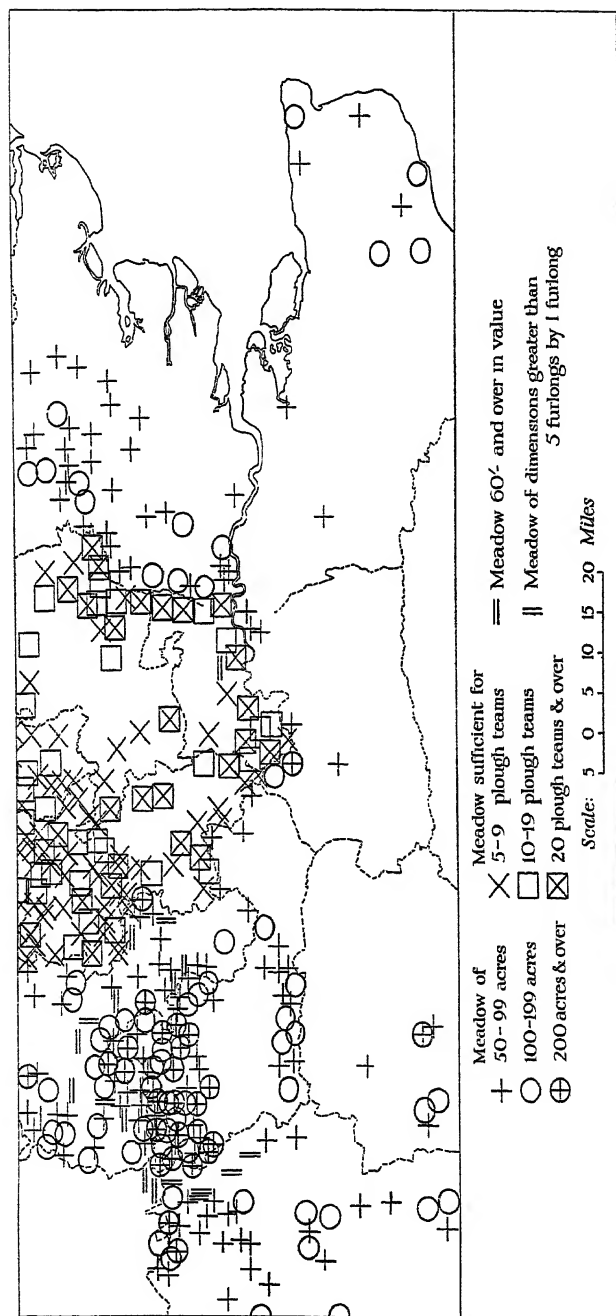 Meadow of
50-99 acres
100-199 acres
200 acres & over
Meadow sufficient for
5-9 plough teams
10-19 plough teams
20 plough teams & over
Meadow 60'- and over in value
Meadow of dimensions greater than
5 furlongs by 1 furlong
Scale: 5 0 5 10 15 20 Miles